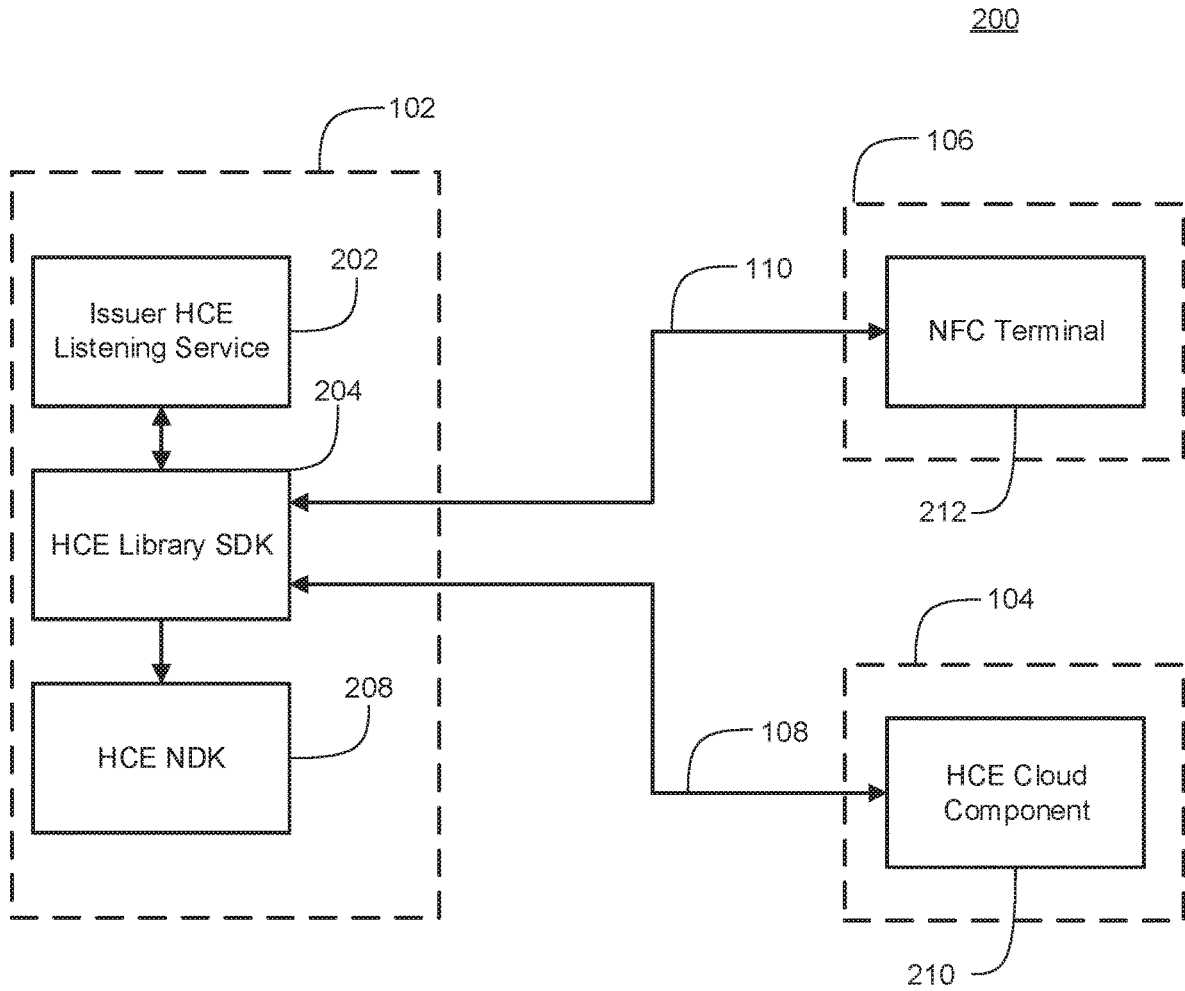 200
102
106
202
Issuer HCE
Listening Service
110
NFC Terminal
204
212
HCE Library SDK
104
208
HCE NDK
108
HCE Cloud
Component
210